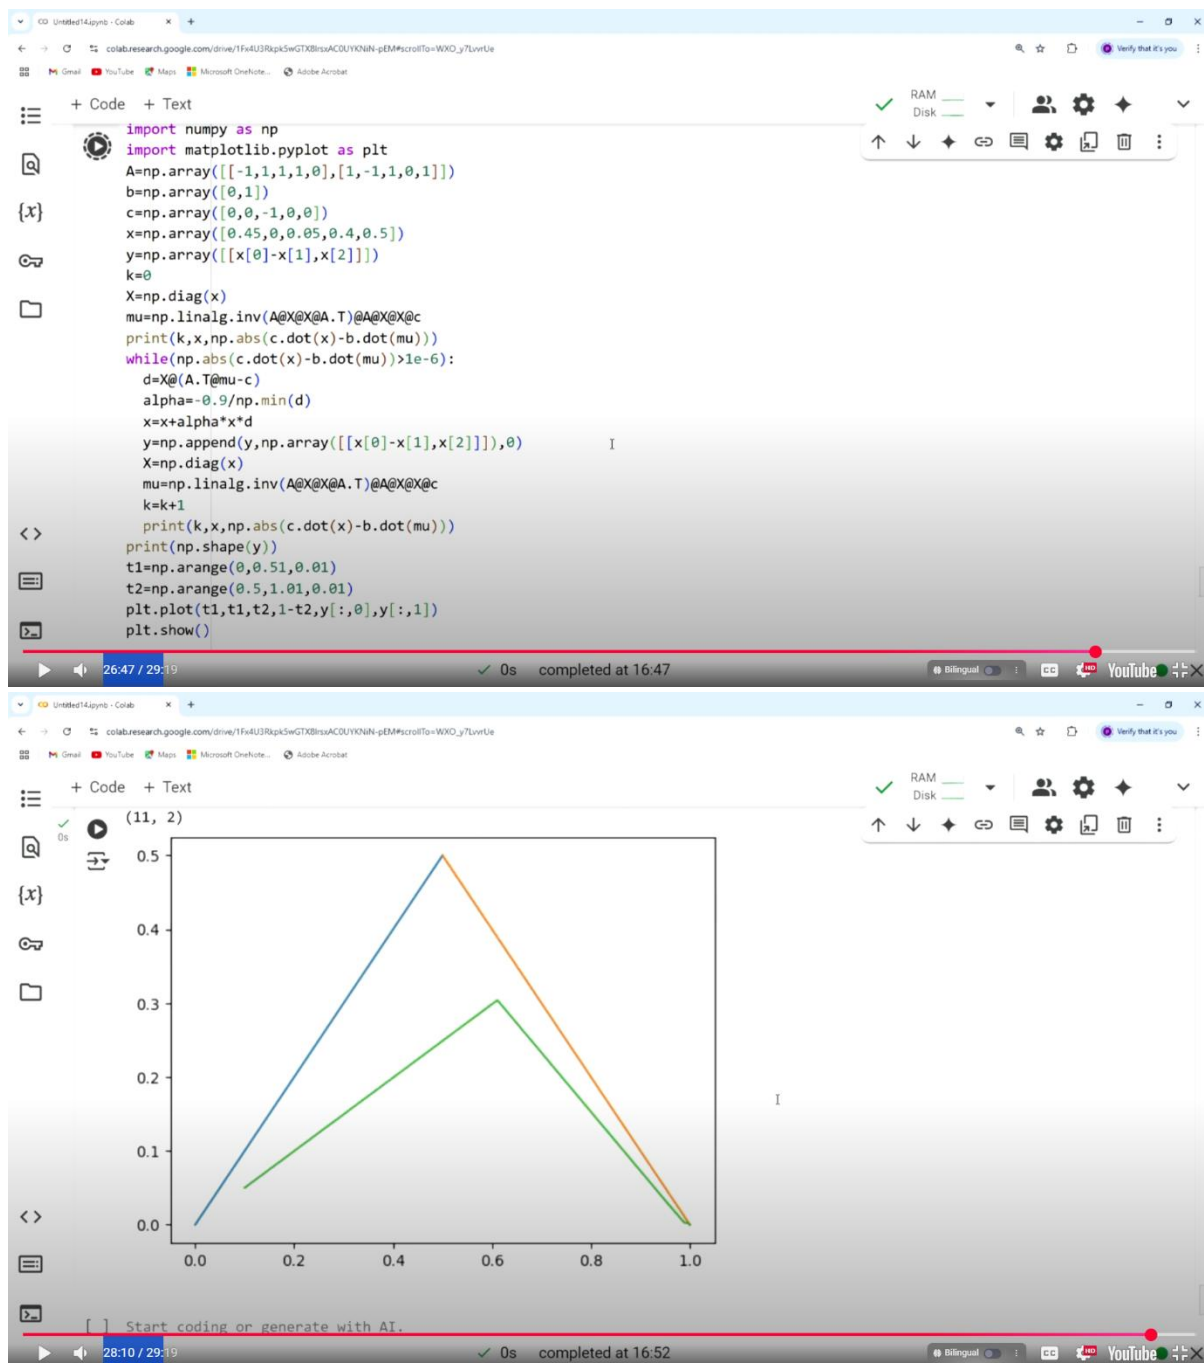 Untitled14.ipynb - Colab
colab.research.google.com/drive/1Fx4U3Rkpk5wGTX8IrsxAC0UYKNiN-pEM#scrollTo=WXO_y7LvvrUe
Verify that it's you
Gmail YouTube Maps Microsoft OneNote... Adobe Acrobat
+ Code + Text
RAM
Disk
import numpy as np
import matplotlib.pyplot as plt
A=np.array([[-1,1,1,1,0],[1,-1,1,0,1]])
b=np.array([0,1])
c=np.array([0,0,-1,0,0])
x=np.array([0.45,0,0.05,0.4,0.5])
y=np.array([[x[0]-x[1],x[2]]])
k=0
X=np.diag(x)
mu=np.linalg.inv(A@X@X@A.T)@A@X@X@c
print(k,x,np.abs(c.dot(x)-b.dot(mu)))
while(np.abs(c.dot(x)-b.dot(mu))>1e-6):
d=X@(A.T@mu-c)
alpha=-0.9/np.min(d)
x=x+alpha*x*d
y=np.append(y,np.array([[x[0]-x[1],x[2]]]),0)
X=np.diag(x)
mu=np.linalg.inv(A@X@X@A.T)@A@X@X@c
k=k+1
print(k,x,np.abs(c.dot(x)-b.dot(mu)))
print(np.shape(y))
t1=np.arange(0,0.51,0.01)
t2=np.arange(0.5,1.01,0.01)
plt.plot(t1,t1,t2,1-t2,y[:,0],y[:,1])
plt.show()
26:47 / 29:19
0s completed at 16:47
Bilingual
CC
HD
YouTube
Untitled14.ipynb - Colab
colab.research.google.com/drive/1Fx4U3Rkpk5wGTX8IrsxAC0UYKNiN-pEM#scrollTo=WXO_y7LvvrUe
Verify that it's you
Gmail YouTube Maps Microsoft OneNote... Adobe Acrobat
+ Code + Text
RAM
Disk
0s
(11, 2)
0.5
0.4
0.3
0.2
0.1
0.0
0.0 0.2 0.4 0.6 0.8 1.0
[ ] Start coding or generate with AI.
28:10 / 29:19
0s completed at 16:52
Bilingual
CC
HD
YouTube